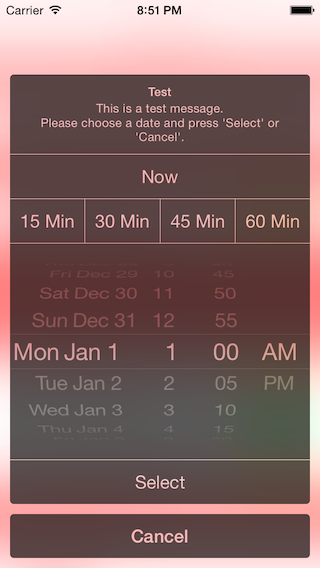 Carrier 8:51 PM
Test
This is a test message.
Please choose a date and press 'Select' or
'Cancel'.
Now
15 Min 30 Min 45 Min 60 Min
Fri Dec 29 10 45
Sat Dec 30 11 50
Sun Dec 31 12 55
Mon Jan 1 1 00 AM
Tue Jan 2 2 05 PM
Wed Jan 3 3 10
Thu Jan 4 4 15
Select
Cancel